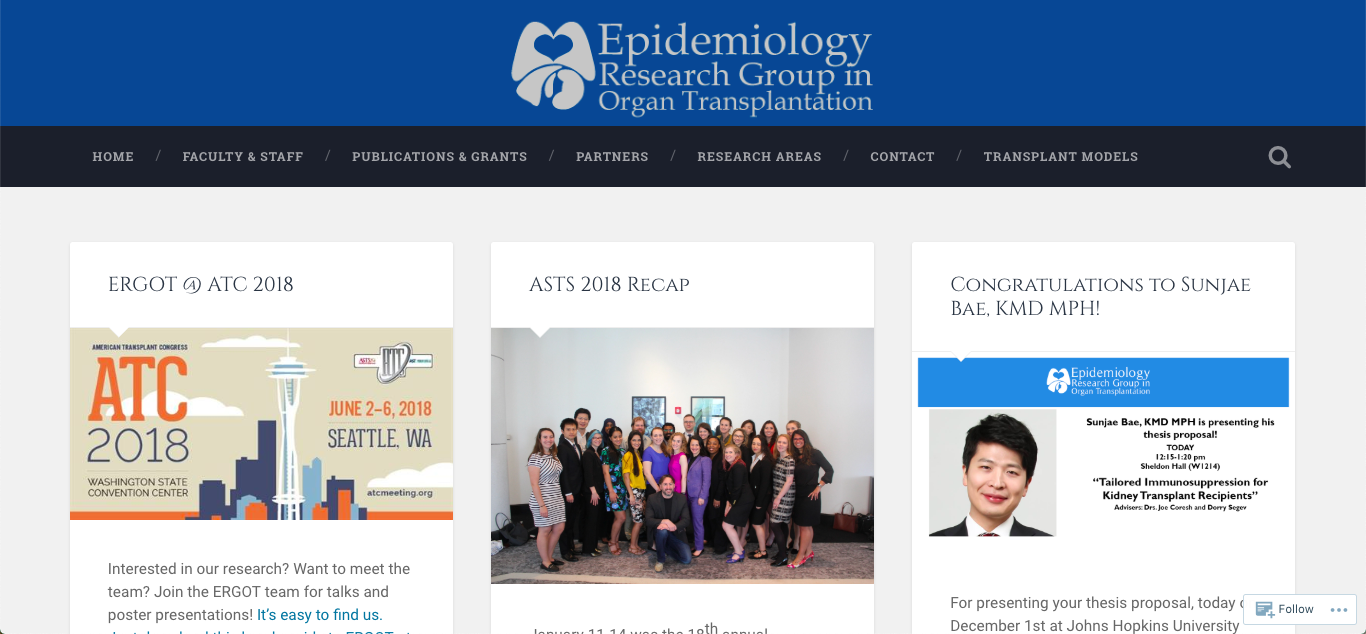 Epidemiology
Research Group in
Organ Transplantation
HOME / FACULTY & STAFF / PUBLICATIONS & GRANTS / PARTNERS / RESEARCH AREAS / CONTACT / TRANSPLANT MODELS
ERGOT @ ATC 2018
AMERICAN TRANSPLANT CONGRESS
ATC
2018
WASHINGTON STATE
CONVENTION CENTER
ATC
JUNE 2–6, 2018
SEATTLE, WA
atcmeeting.org
Interested in our research? Want to meet the
team? Join the ERGOT team for talks and
poster presentations! It’s easy to find us.
ASTS 2018 Recap
January 11-14 was the 18th annual
Congratulations to Sunjae
Bae, KMD MPH!
Epidemiology
Research Group in
Organ Transplantation
Sunjae Bae, KMD MPH is presenting his
thesis proposal!
TODAY
12:15-1:20 pm
Sheldon Hall (W1214)
“Tailored Immunosuppression for
Kidney Transplant Recipients”
Advisers: Drs. Joe Coresh and Dorry Segev
For presenting your thesis proposal, today
December 1st at Johns Hopkins University
Follow